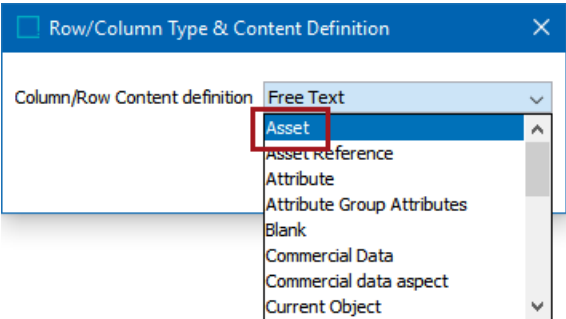 Row/Column Type & Content Definition
Column/Row Content definition Free Text
Asset
Asset Reference
Attribute
Attribute Group Attributes
Blank
Commercial Data
Commercial data aspect
Current Object